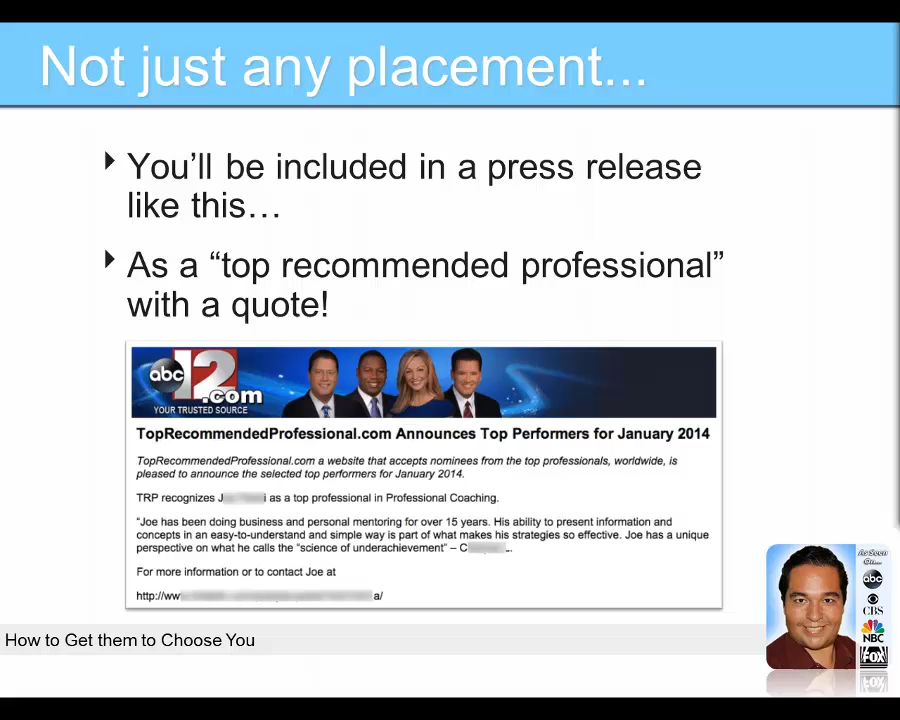 Not just any placement...
You’ll be included in a press release
like this…
As a “top recommended professional”
with a quote!
abc 12 .com
YOUR TRUSTED SOURCE
TopRecommendedProfessional.com Announces Top Performers for January 2014
TopRecommendedProfessional.com a website that accepts nominees from the top professionals, worldwide, is
pleased to announce the selected top performers for January 2014.
TRP recognizes J i as a top professional in Professional Coaching.
“Joe has been doing business and personal mentoring for over 15 years. His ability to present information and
concepts in an easy-to-understand and simple way is part of what makes his strategies so effective. Joe has a unique
perspective on what he calls the “science of underachievement” – C
For more information or to contact Joe at
http://ww a/
How to Get them to Choose You
As Seen
On...
abc
CBS
NBC
FOX